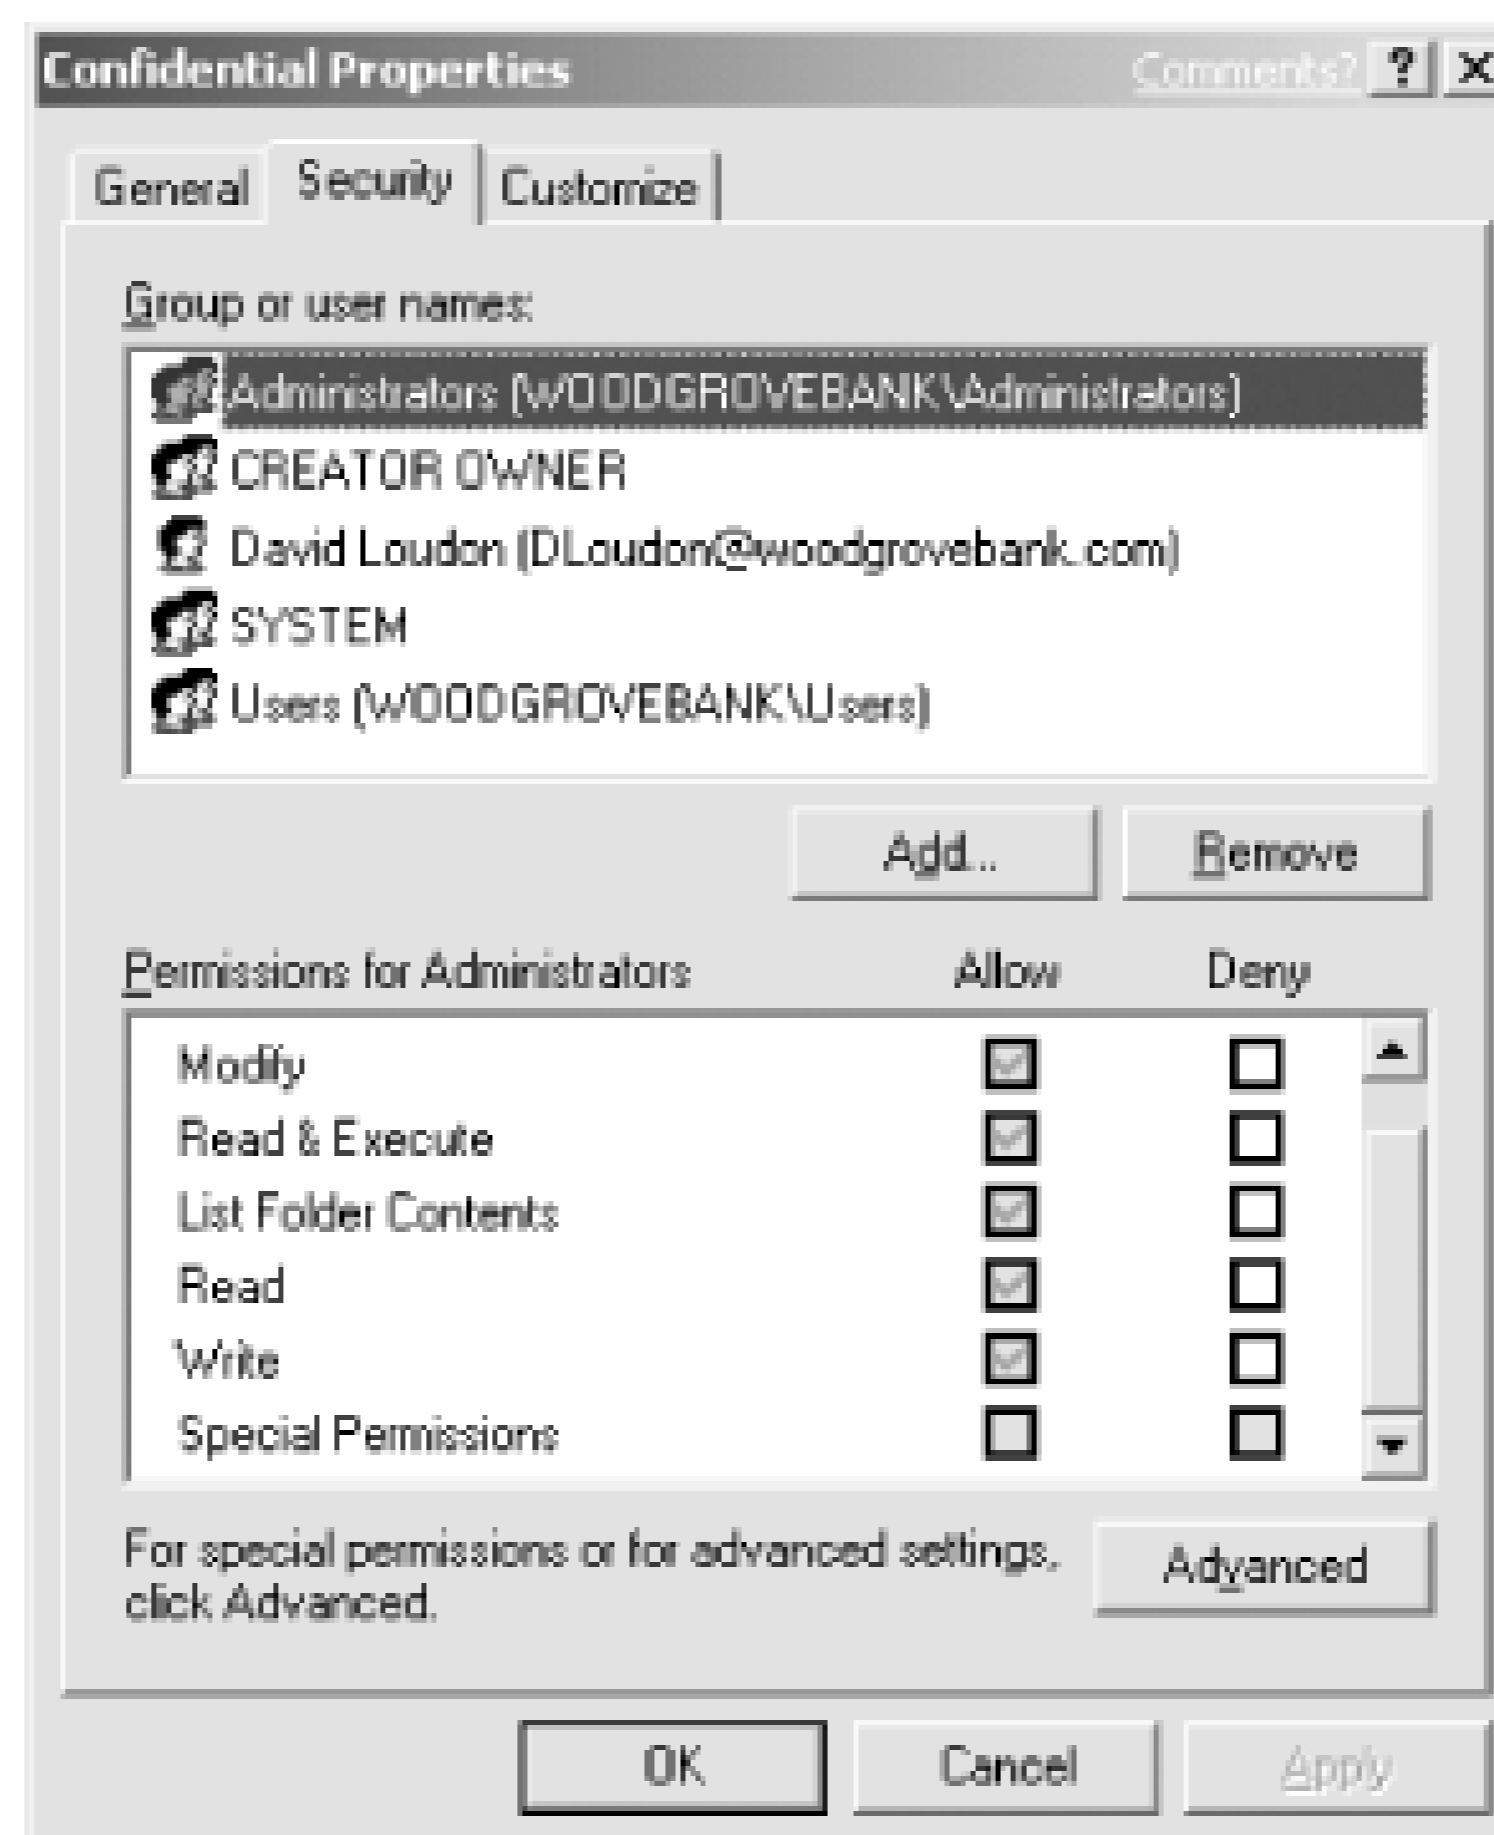 Confidential Properties Comments? ? X
General Security Customize
Group or user names:
Administrators (WOODGROVEBANK\Administrators)
CREATOR OWNER
David Loudon (DLoudon@woodgrovebank.com)
SYSTEM
Users (WOODGROVEBANK\Users)
Add... Remove
Permissions for Administrators Allow Deny
Modify
Read & Execute
List Folder Contents
Read
Write
Special Permissions
For special permissions or for advanced settings,
click Advanced.
Advanced
OK Cancel Apply